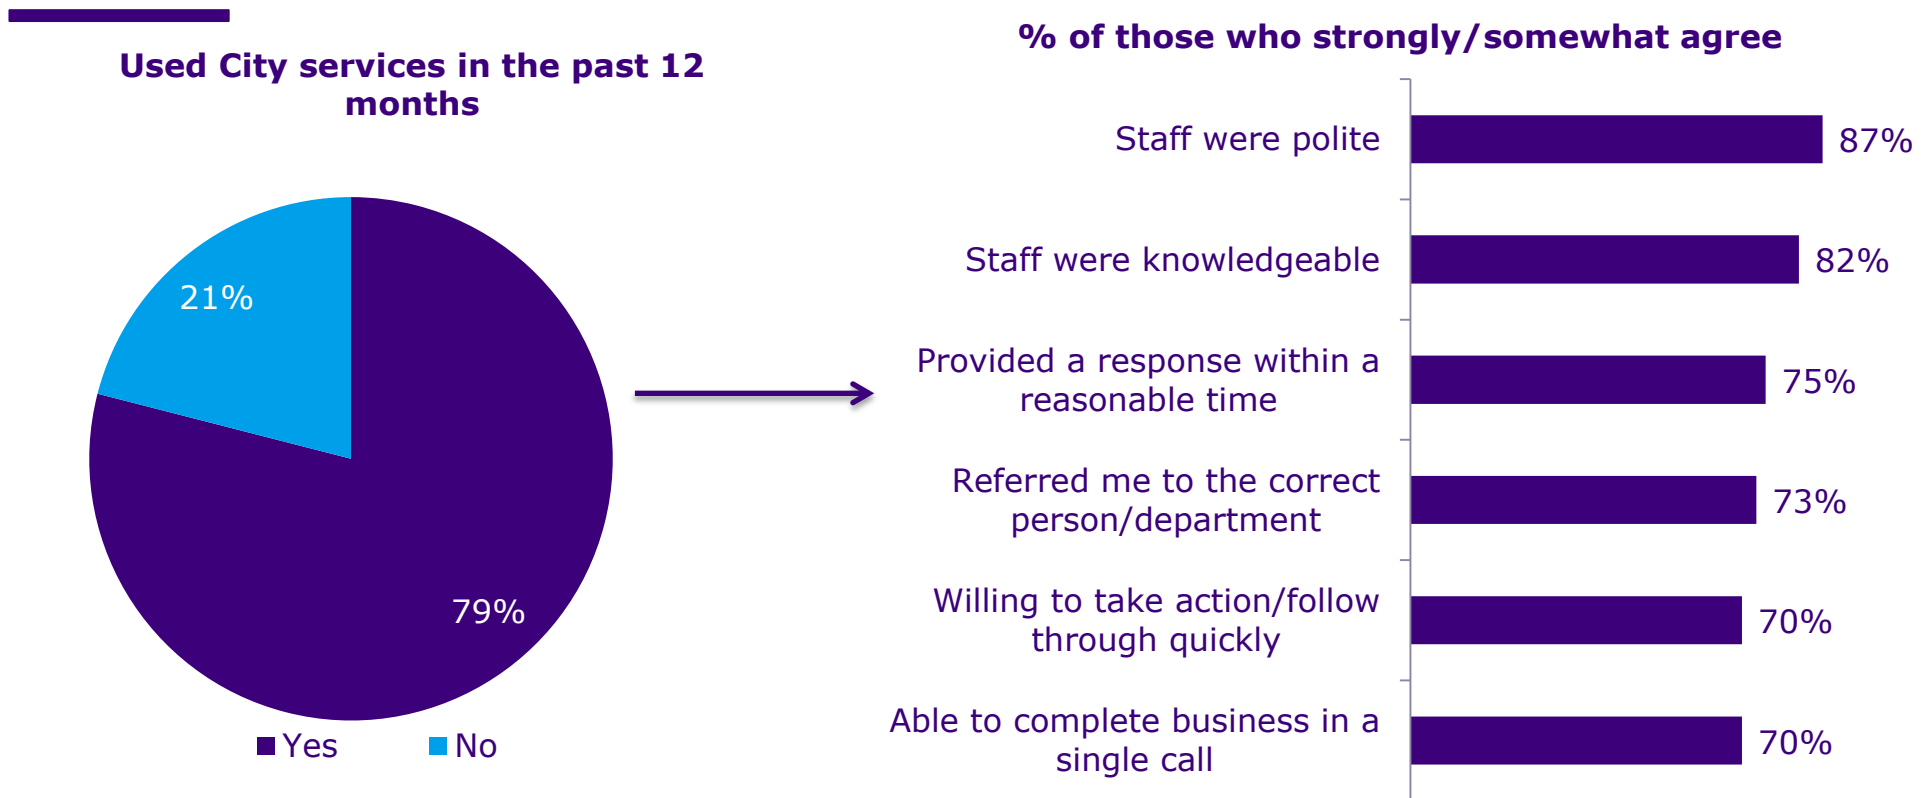 Used City services in the past 12
months
21%
79%
Yes
No
% of those who strongly/somewhat agree
Staff were polite
87%
Staff were knowledgeable
82%
Provided a response within a
reasonable time
75%
Referred me to the correct
person/department
73%
Willing to take action/follow
through quickly
70%
Able to complete business in a
single call
70%